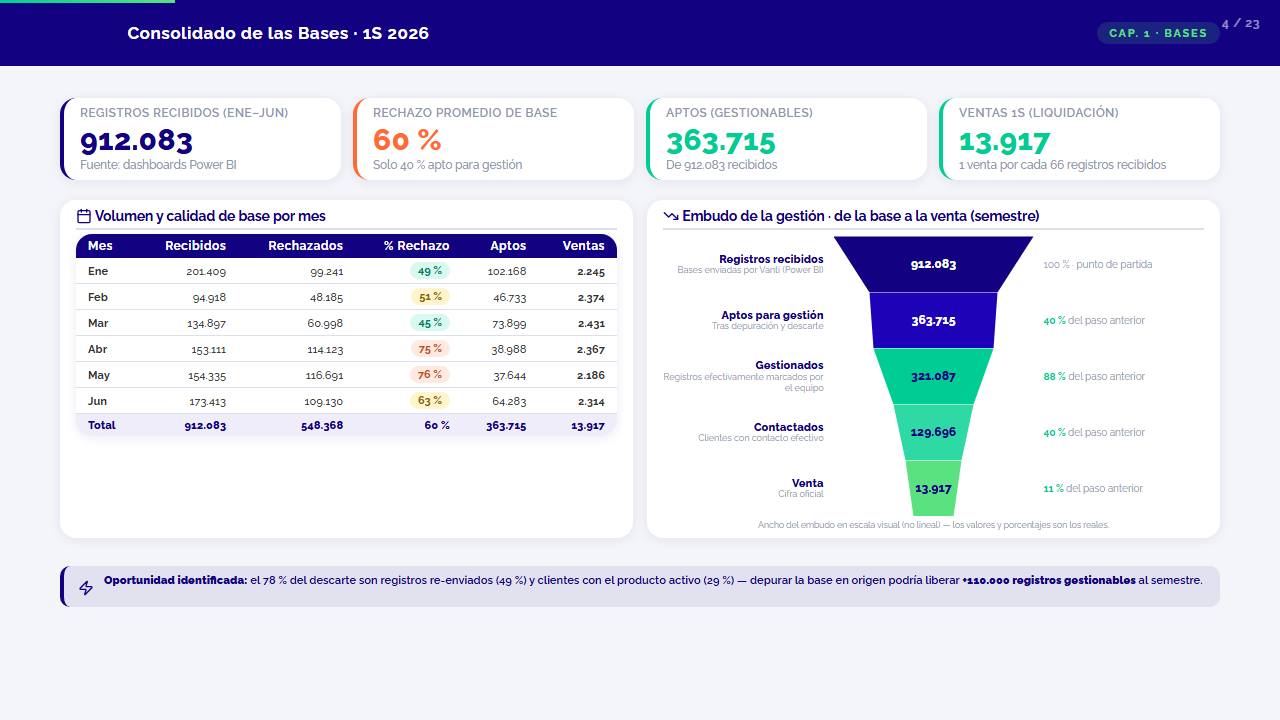 Consolidado de las Bases · 1S 2026
CAP. 1 · BASES
4 / 23
REGISTROS RECIBIDOS (ENE–JUN)
912.083
Fuente: dashboards Power BI
RECHAZO PROMEDIO DE BASE
60 %
Solo 40 % apto para gestión
APTOS (GESTIONABLES)
363.715
De 912.083 recibidos
VENTAS 1S (LIQUIDACIÓN)
13.917
1 venta por cada 66 registros recibidos
Volumen y calidad de base por mes
Mes Recibidos Rechazados % Rechazo Aptos Ventas
Ene 201.409 99.241 49 % 102.168 2.245
Feb 94.918 48.185 51 % 46.733 2.374
Mar 134.897 60.998 45 % 73.899 2.431
Abr 153.111 114.123 75 % 38.988 2.367
May 154.335 116.691 76 % 37.644 2.186
Jun 173.413 109.130 63 % 64.283 2.314
Total 912.083 548.368 60 % 363.715 13.917
Embudo de la gestión · de la base a la venta (semestre)
Registros recibidos
Bases enviadas por Vanti (Power BI)
912.083
100 % · punto de partida
Aptos para gestión
Tras depuración y descarte
363.715
40 % del paso anterior
Gestionados
Registros efectivamente marcados por
el equipo
321.087
88 % del paso anterior
Contactados
Clientes con contacto efectivo
129.696
40 % del paso anterior
Venta
Cifra oficial
13.917
11 % del paso anterior
Ancho del embudo en escala visual (no lineal) — los valores y porcentajes son los reales.
Oportunidad identificada: el 78 % del descarte son registros re-enviados (49 %) y clientes con el producto activo (29 %) — depurar la base en origen podría liberar +110.000 registros gestionables al semestre.